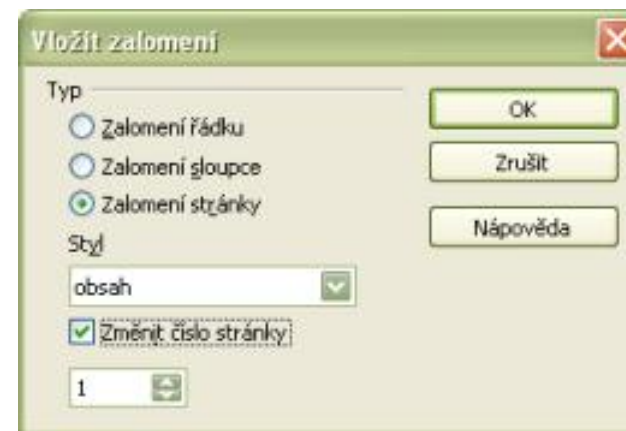 Vložit zalomení
Typ
Zalomení řádku
Zalomení sloupce
Zalomení stránky
Styl
obsah
Změnit číslo stránky
1
OK
Zrušit
Nápověda